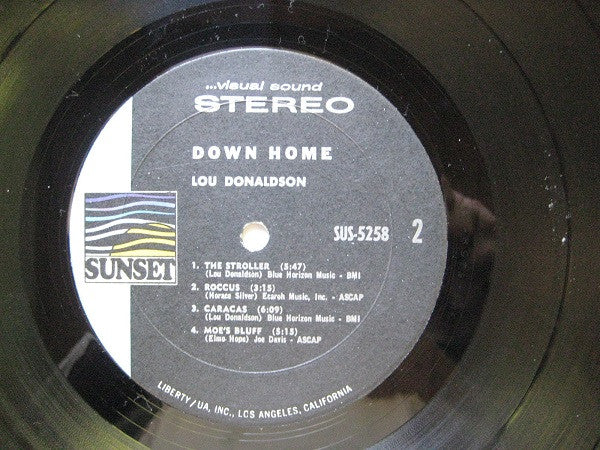 ...visual sound
STEREO
DOWN HOME
LOU DONALDSON
SUNSET
SUS-5258 2
1. THE STROLLER (5:47)
(Lou Donaldson) Blue Horizon Music - BMI
2. ROCCUS (3:15)
(Horace Silver) Ecaroh Music, Inc. - ASCAP
3. CARACAS (6:09)
(Lou Donaldson) Blue Horizon Music - BMI
4. MOE'S BLUFF (5:15)
(Elmo Hope) Joe Davis - ASCAP
LIBERTY/UA, INC., LOS ANGELES, CALIFORNIA